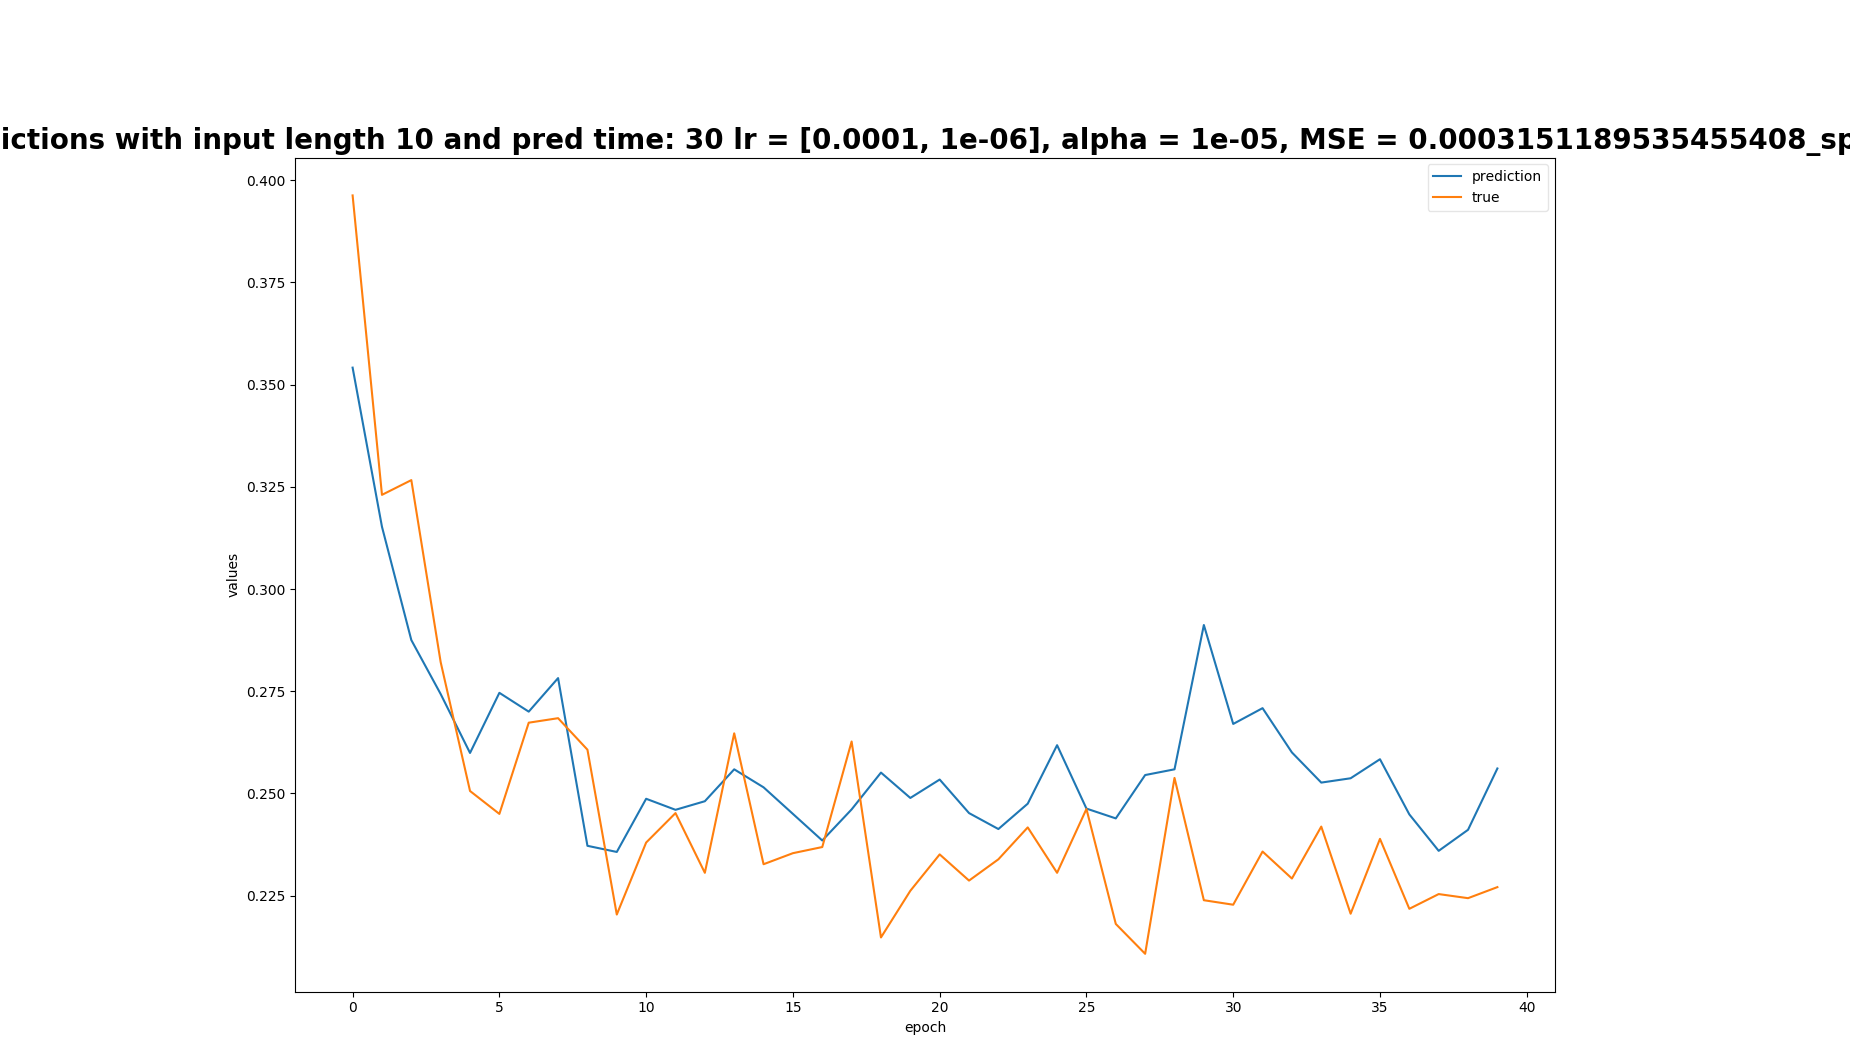 ictions with input length 10 and pred time: 30 lr = [0.0001, 1e-06], alpha = 1e-05, MSE = 0.0003151189535455408_sp
prediction
true
0.400
0.375
0.350
0.325
0.300
0.275
0.250
0.225
values
0 5 10 15 20 25 30 35 40
epoch